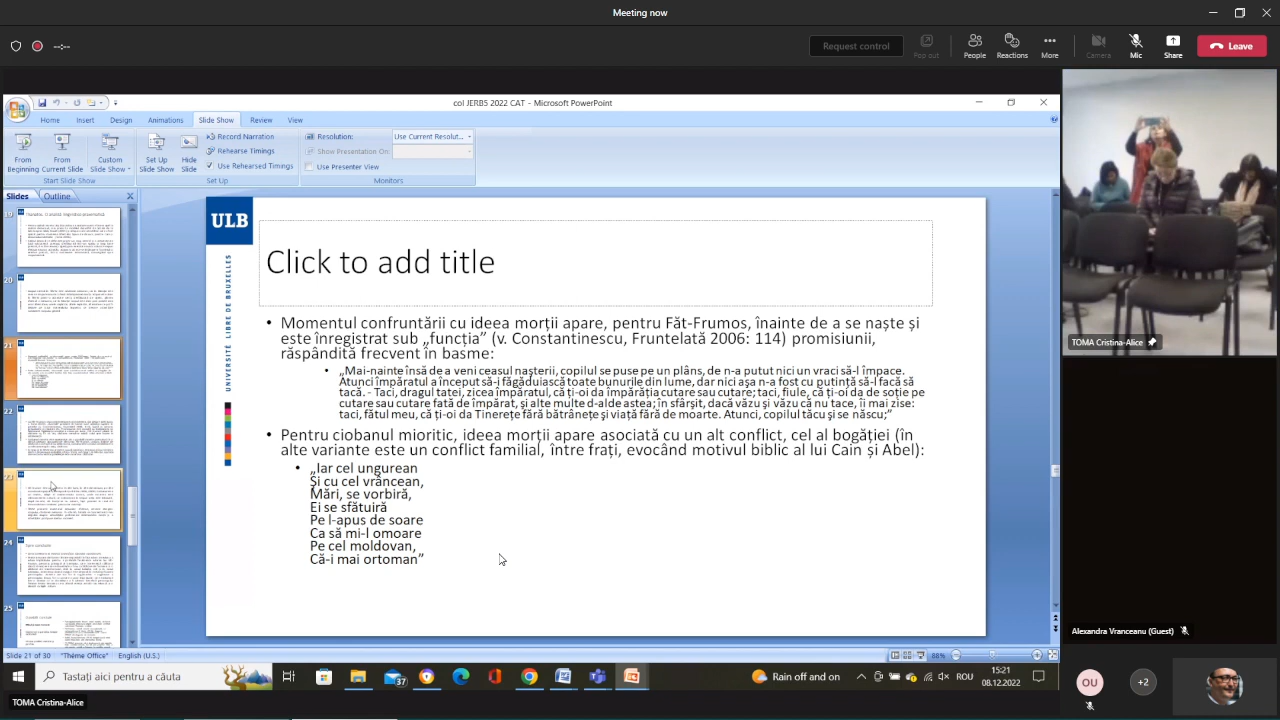 Meeting now
Request control
Pop out
People
Reactions
More
Camera
Mic
Share
Leave
col JERBS 2022 CAT - Microsoft PowerPoint
Home
Insert
Design
Animations
Slide Show
Review
View
From Beginning
From Current Slide
Custom Slide Show
Start Slide Show
Set Up Slide Show
Hide Slide
Record Narration
Rehearse Timings
Use Rehearsed Timings
Set Up
Resolution:
Use Current Resolut...
Show Presentation On:
Use Presenter View
Monitors
Slides
Outline
20
21
22
24
25
ULB
UNIVERSITÉ LIBRE DE BRUXELLES
Click to add title
• Momentul confruntării cu ideea morții apare, pentru Făt-Frumos, înainte de a se naște și
este înregistrat sub „funcția” (v. Constantinescu, Fruntelată 2006: 114) promisiunii,
răspândită frecvent în basme:
• „Mai-nainte însă de a veni ceasul nașterii, copilul se puse pe un plâns, de n-a putut nici un vraci să-l împace.
Atunci împăratul a început să-i făgăduiască toate bunurile din lume, dar nici așa n-a fost cu putință să-l facă să
tacă. - Taci, dragul tatei, zicea împăratul, că ți-oi da împărăția cutare sau cutare; taci, fiule, că ți-oi da de soție pe
cutare sau cutare fată de împărat, și alte multe d-al de astea; în sfârșit, dacă văzu și văzu că nu tace, îi mai zise:
taci, fătul meu, că ți-oi da Tinerețe fără bătrânețe și viață fără de moarte. Atunci, copilul tăcu și se născu;”
• Pentru ciobanul mioritic, ideea morții apare asociată cu un alt conflict, cel al bogăției (în
alte variante este un conflict familial, între frați, evocând motivul biblic al lui Cain și Abel):
• „Iar cel ungurean
Și cu cel vrâncean,
Mări, se vorbiră,
Ei se sfătuiră
Pe l-apus de soare
Ca să mi-l omoare
Pe cel moldovan,
Că-i mai ortoman”
Slide 21 of 30
"Theme Office"
English (U.S.)
88%
Tastați aici pentru a căuta
37
Rain off and on
ROU
15:21
08.12.2022
TOMA Cristina-Alice
TOMA Cristina-Alice
Alexandra Vranceanu (Guest)
OU
+2